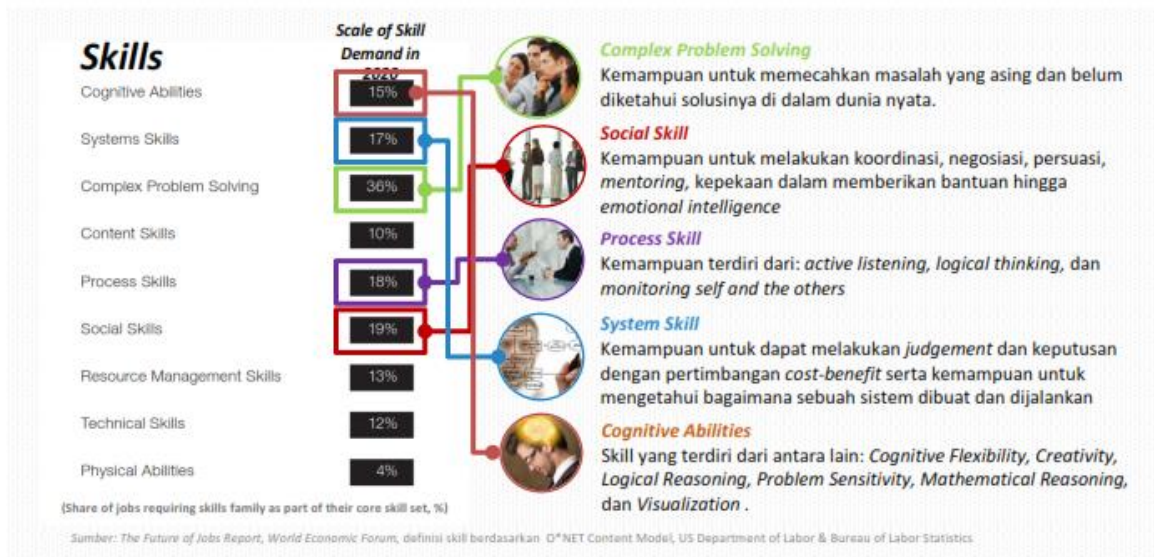 Skills
Scale of Skill
Demand in
2020
Cognitive Abilities 15%
Systems Skills 17%
Complex Problem Solving 36%
Content Skills 10%
Process Skills 18%
Social Skills 19%
Resource Management Skills 13%
Technical Skills 12%
Physical Abilities 4%
(Share of jobs requiring skills family as part of their core skill set, %)
Complex Problem Solving
Kemampuan untuk memecahkan masalah yang asing dan belum
diketahui solusinya di dalam dunia nyata.
Social Skill
Kemampuan untuk melakukan koordinasi, negosiasi, persuasi,
mentoring, kepekaan dalam memberikan bantuan hingga
emotional intelligence
Process Skill
Kemampuan terdiri dari: active listening, logical thinking, dan
monitoring self and the others
System Skill
Kemampuan untuk dapat melakukan judgement dan keputusan
dengan pertimbangan cost-benefit serta kemampuan untuk
mengetahui bagaimana sebuah sistem dibuat dan dijalankan
Cognitive Abilities
Skill yang terdiri dari antara lain: Cognitive Flexibility, Creativity,
Logical Reasoning, Problem Sensitivity, Mathematical Reasoning,
dan Visualization .
Sumber: The Future of Jobs Report, World Economic Forum, definisi skill berdasarkan O*NET Content Model, US Department of Labor & Bureau of Labor Statistics